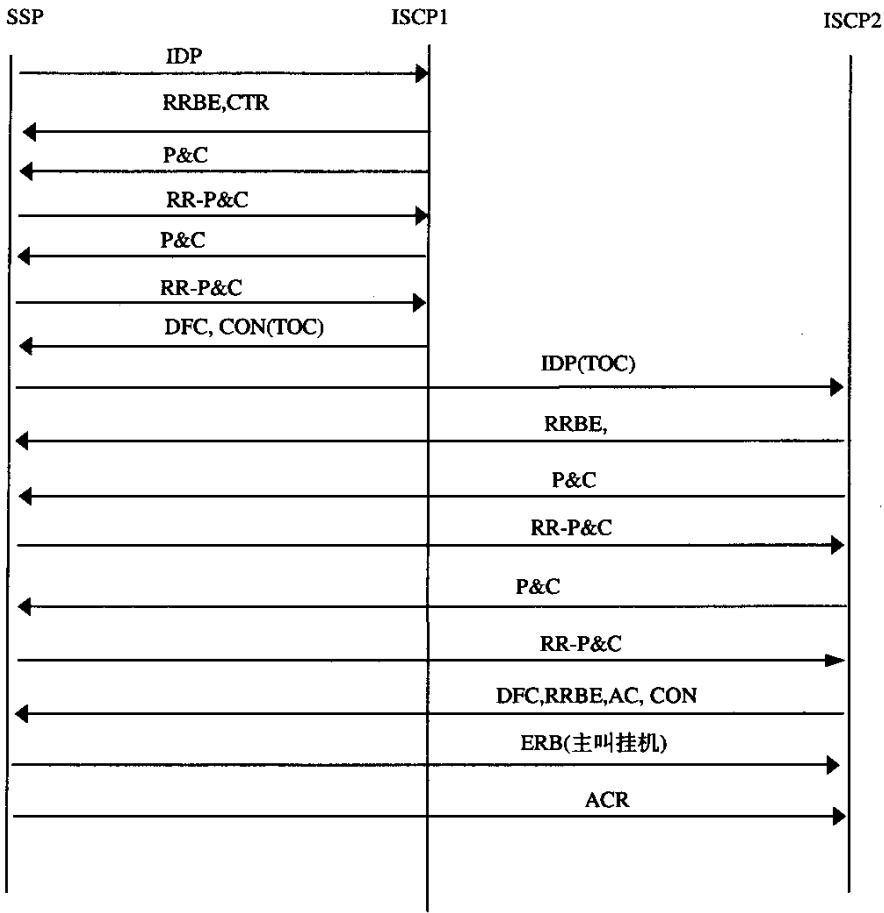 SSP ISCP1 ISCP2
IDP
RRBE,CTR
P&C
RR-P&C
P&C
RR-P&C
DFC, CON(TOC)
IDP(TOC)
RRBE,
P&C
RR-P&C
P&C
RR-P&C
DFC,RRBE,AC, CON
ERB(主叫挂机)
ACR